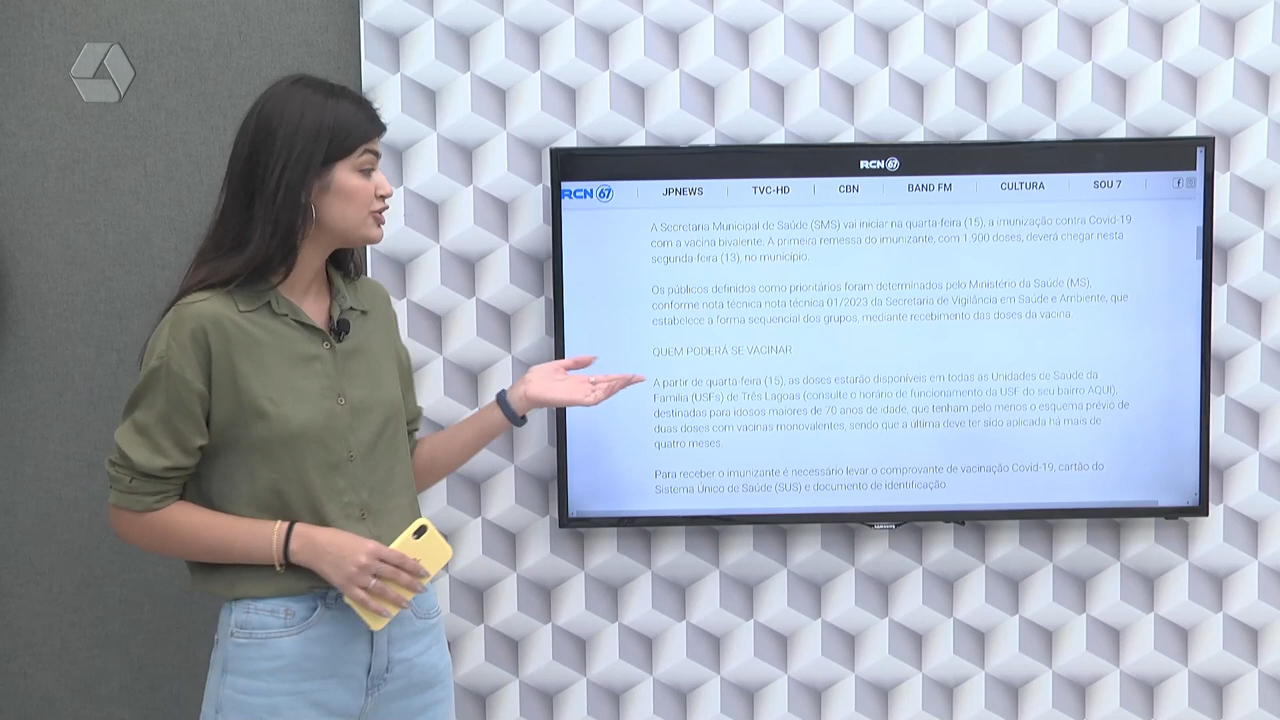 RCN 67
RCN 67 JPNEWS TVC-HD CBN BAND FM CULTURA SOU 7
A Secretaria Municipal de Saúde (SMS) vai iniciar na quarta-feira (15), a imunização contra Covid-19
com a vacina bivalente. A primeira remessa do imunizante, com 1.900 doses, deverá chegar nesta
segunda-feira (13), no município.
Os públicos definidos como prioritários foram determinados pelo Ministério da Saúde (MS),
conforme nota técnica nota técnica 01/2023 da Secretaria de Vigilância em Saúde e Ambiente, que
estabelece a forma sequencial dos grupos, mediante recebimento das doses da vacina.
QUEM PODERÁ SE VACINAR
A partir de quarta-feira (15), as doses estarão disponíveis em todas as Unidades de Saúde da
Família (USFs) de Três Lagoas (consulte o horário de funcionamento da USF do seu bairro AQUI),
destinadas para idosos maiores de 70 anos de idade, que tenham pelo menos o esquema prévio de
duas doses com vacinas monovalentes, sendo que a última deve ter sido aplicada há mais de
quatro meses.
Para receber o imunizante é necessário levar o comprovante de vacinação Covid-19, cartão do
Sistema Único de Saúde (SUS) e documento de identificação.
SAMSUNG